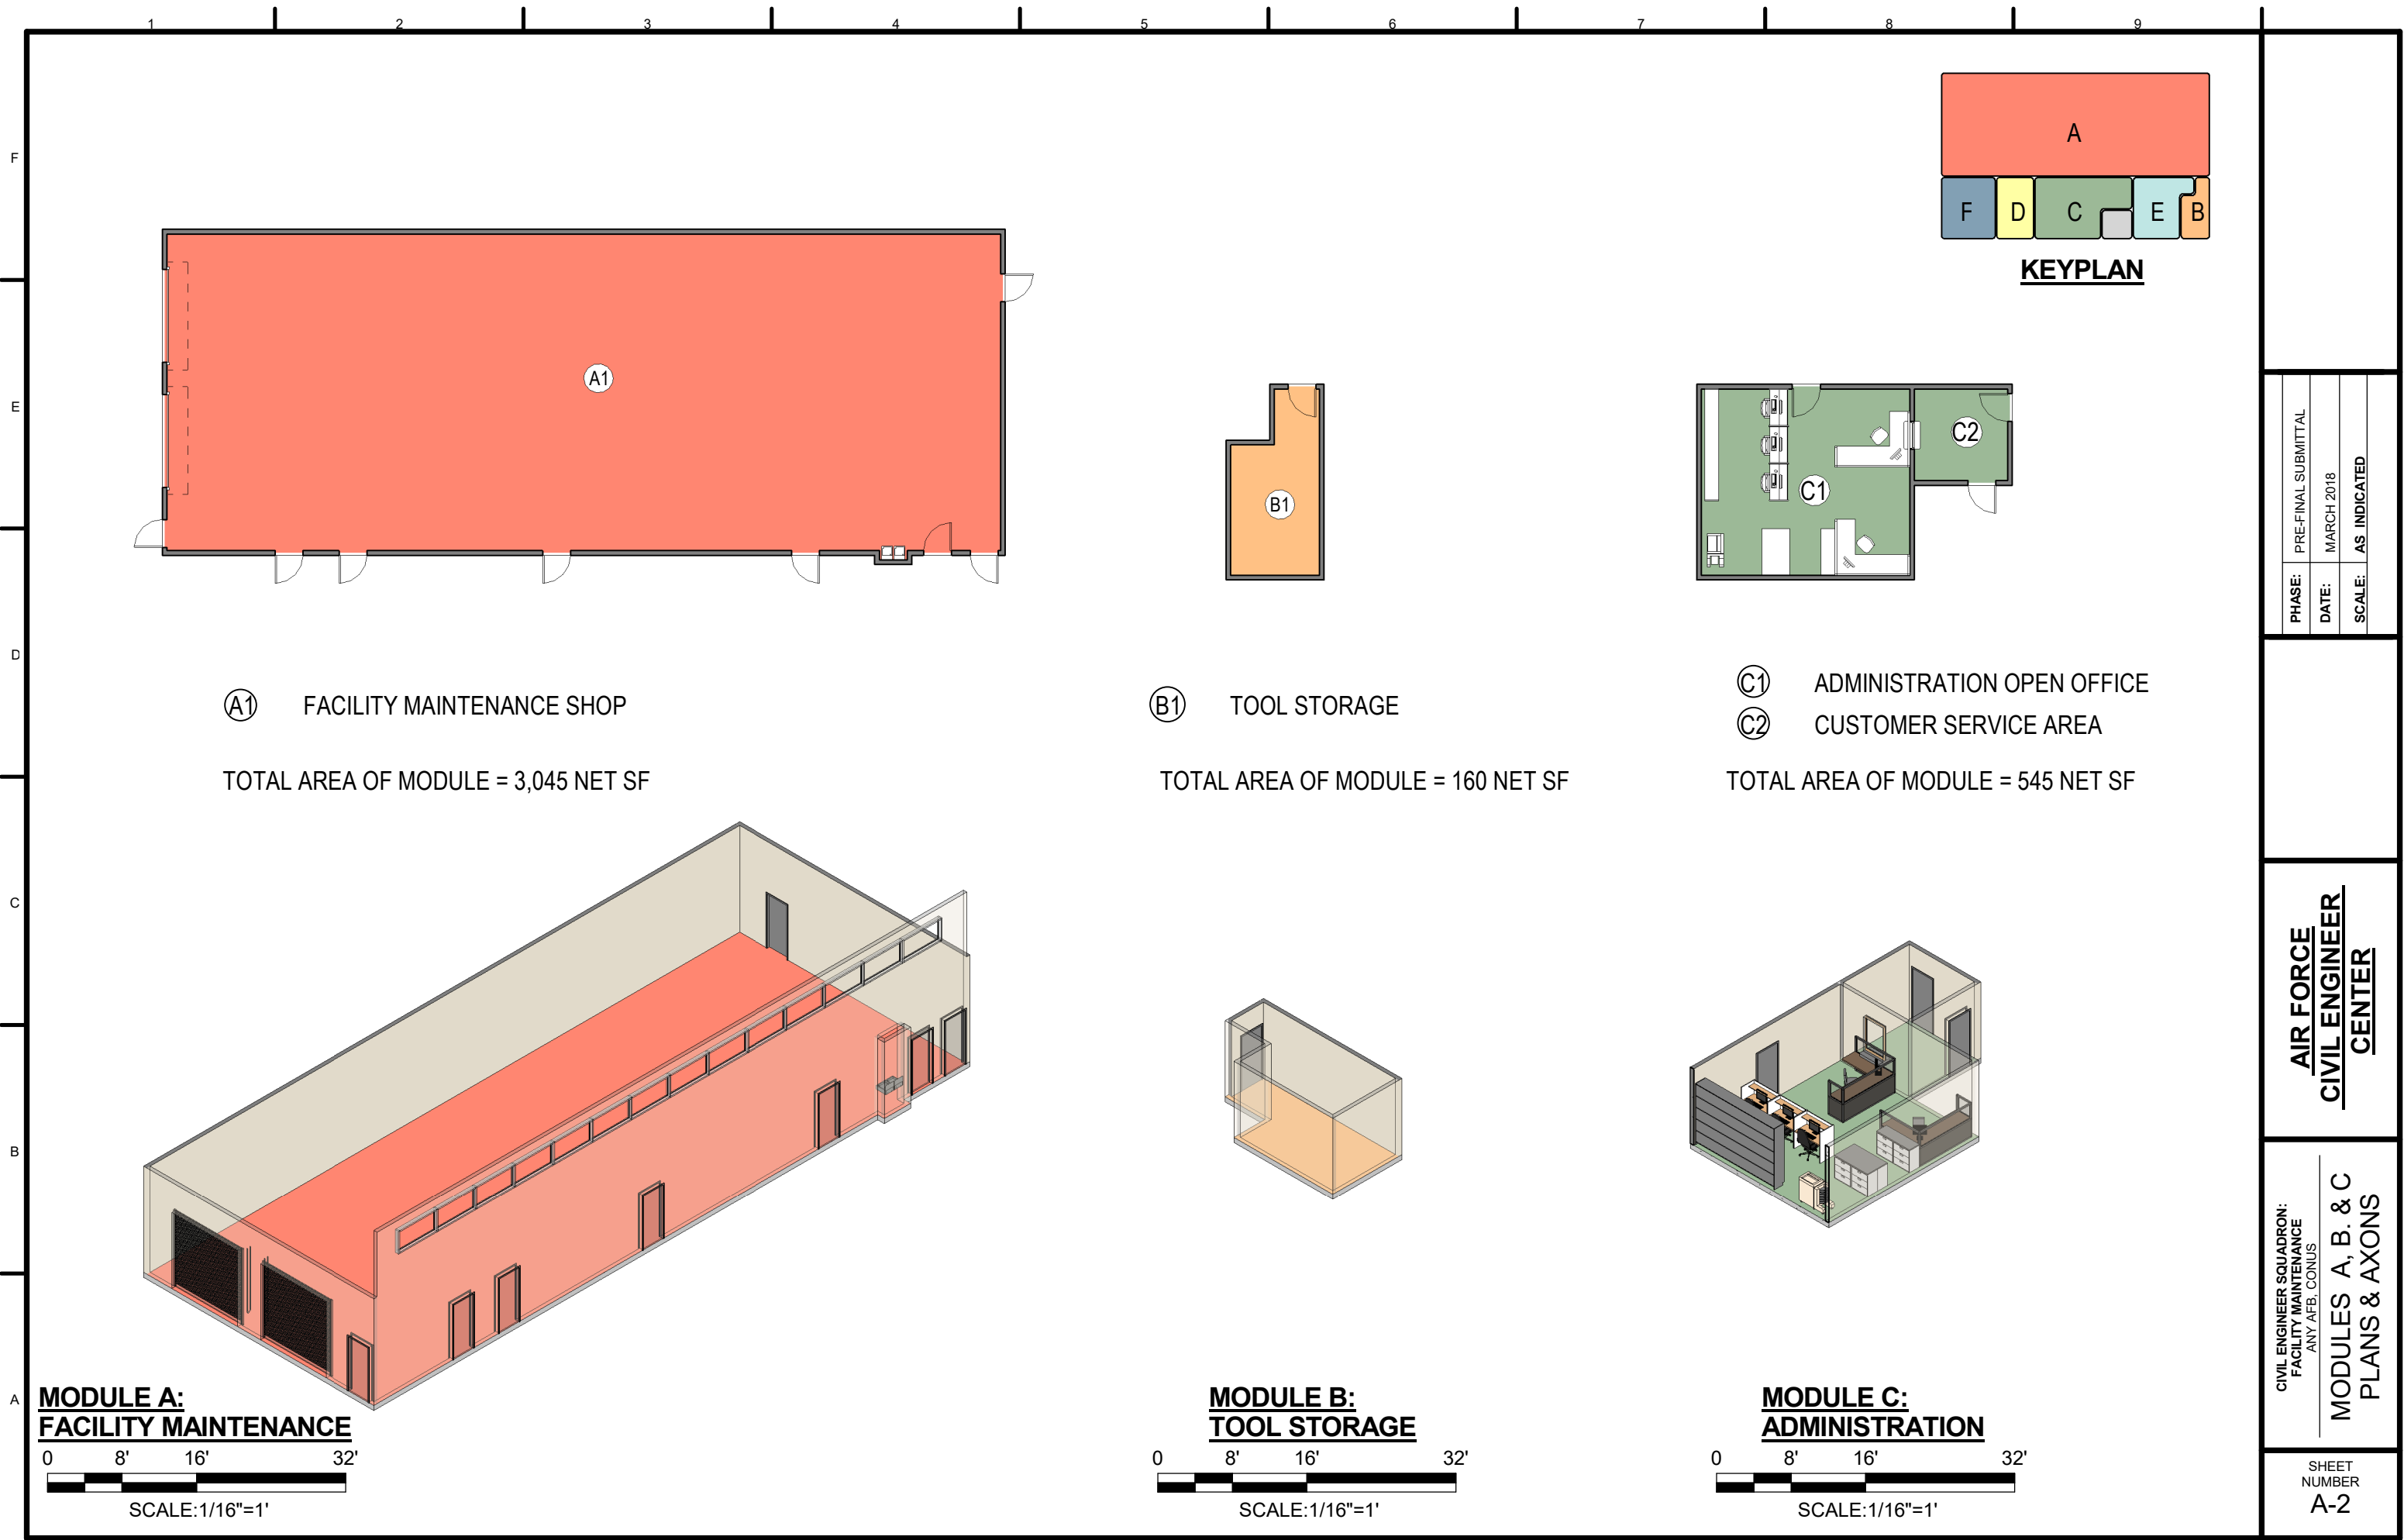 1 2 3 4 5 6 7 8 9
F
E
D
C
B
A
A
F D C E B
KEYPLAN
A1
B1
C1
C2
A1 FACILITY MAINTENANCE SHOP
TOTAL AREA OF MODULE = 3,045 NET SF
B1 TOOL STORAGE
TOTAL AREA OF MODULE = 160 NET SF
C1 ADMINISTRATION OPEN OFFICE
C2 CUSTOMER SERVICE AREA
TOTAL AREA OF MODULE = 545 NET SF
MODULE A:
FACILITY MAINTENANCE
0 8' 16' 32'
SCALE:1/16"=1'
MODULE B:
TOOL STORAGE
0 8' 16' 32'
SCALE:1/16"=1'
MODULE C:
ADMINISTRATION
0 8' 16' 32'
SCALE:1/16"=1'
PHASE: PRE-FINAL SUBMITTAL
DATE: MARCH 2018
SCALE: AS INDICATED
AIR FORCE
CIVIL ENGINEER
CENTER
CIVIL ENGINEER SQUADRON:
FACILITY MAINTENANCE
ANY AFB, CONUS
MODULES A, B. & C
PLANS & AXONS
SHEET
NUMBER
A-2